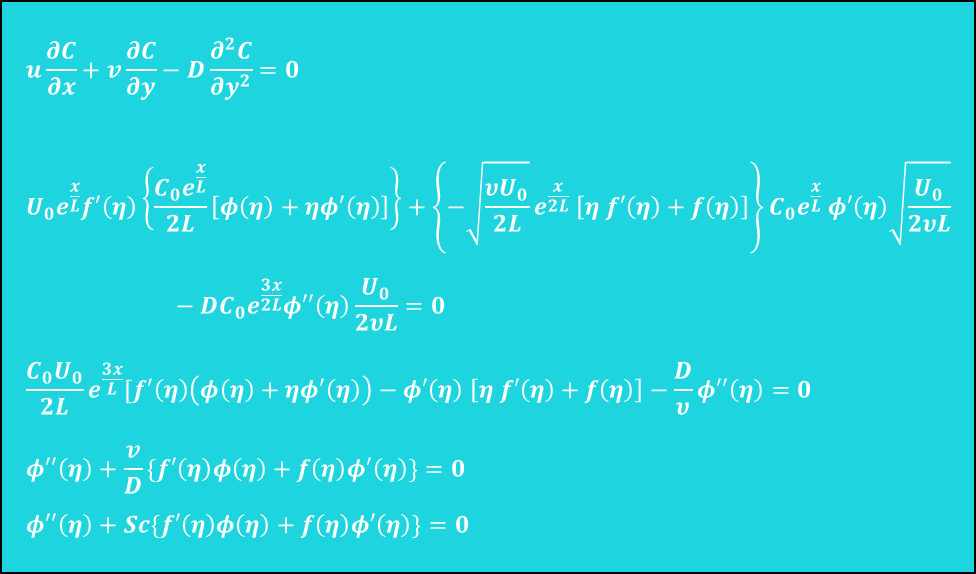 u ∂C/∂x + v ∂C/∂y − D ∂²C/∂y² = 0
U₀e^(x/L) f′(η) {C₀e^(x/L)/2L [ϕ(η) + ηϕ′(η)]} + {−√(υU₀/2L) e^(x/2L) [η f′(η) + f(η)]} C₀e^(x/L) ϕ′(η) √(U₀/2υL)
− DC₀e^(3x/2L) ϕ′′(η) U₀/2υL = 0
C₀U₀/2L e^(3x/L) [f′(η)(ϕ(η) + ηϕ′(η)) − ϕ′(η) [η f′(η) + f(η)] − D/υ ϕ′′(η) = 0
ϕ′′(η) + v/D {f′(η)ϕ(η) + f(η)ϕ′(η)} = 0
ϕ′′(η) + Sc{f′(η)ϕ(η) + f(η)ϕ′(η)} = 0